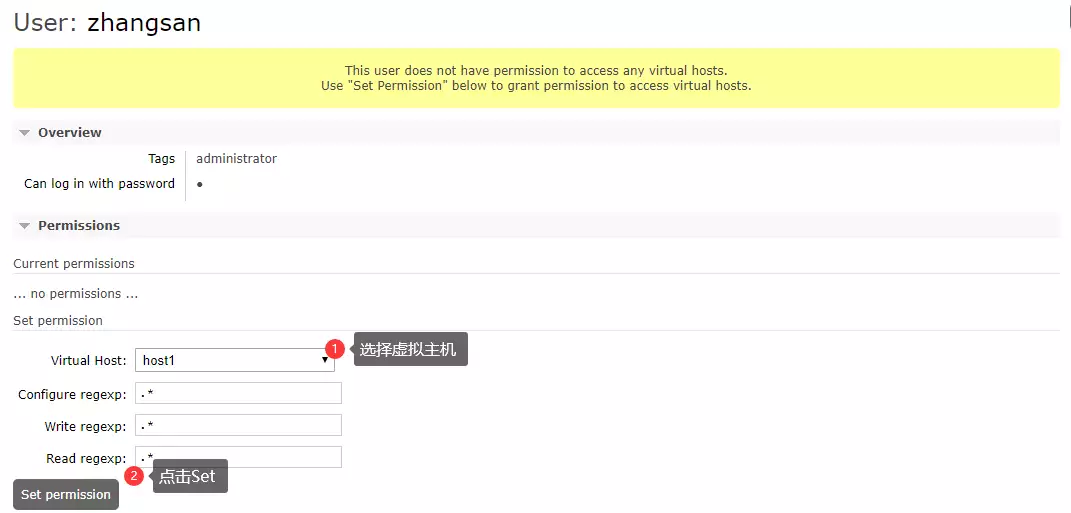 User: zhangsan
This user does not have permission to access any virtual hosts.
Use "Set Permission" below to grant permission to access virtual hosts.
Overview
Tags administrator
Can log in with password ●
Permissions
Current permissions
... no permissions ...
Set permission
Virtual Host: host1 1 选择虚拟主机
Configure regexp: .*
Write regexp: .*
Read regexp: .*
2 点击Set
Set permission